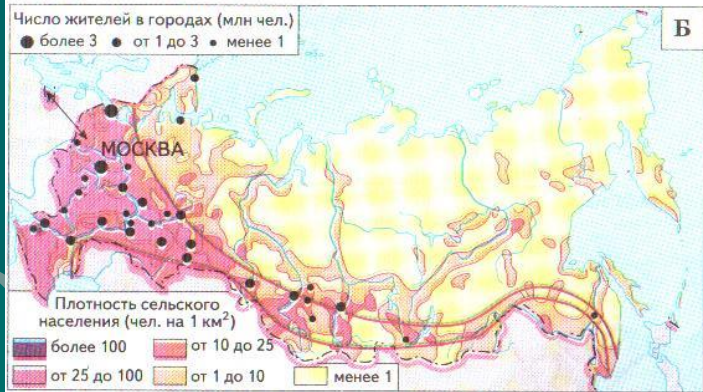 Число жителей в городах (млн чел.)
более 3 от 1 до 3 менее 1
Б
МОСКВА
Плотность сельского
населения (чел. на 1 км²)
более 100 от 10 до 25
от 25 до 100 от 1 до 10 менее 1